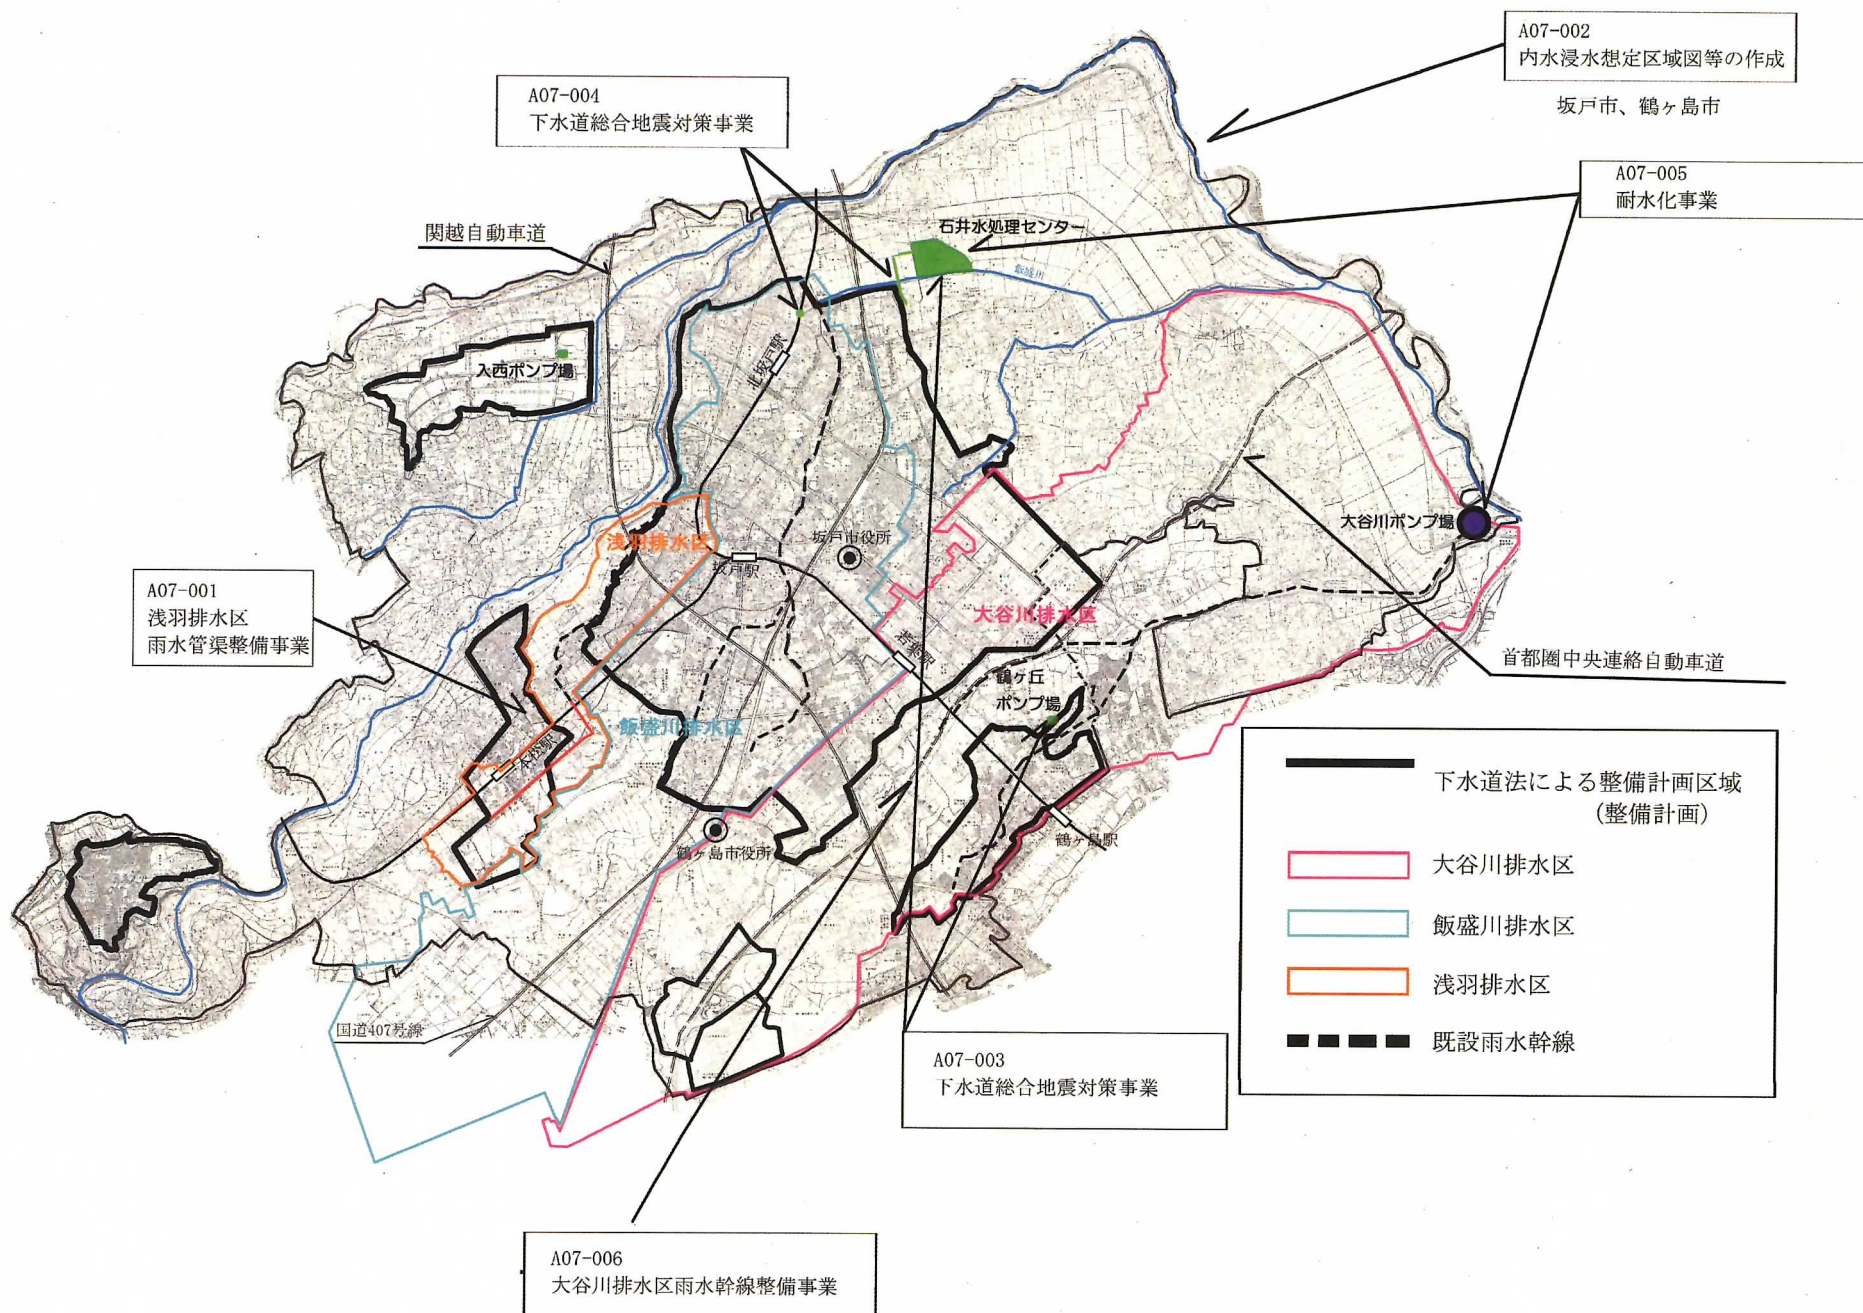 A07-002
内水浸水想定区域図等の作成
坂戸市、鶴ヶ島市
A07-004
下水道総合地震対策事業
A07-005
耐水化事業
関越自動車道
石井水処理センター
飯盛川
入西ポンプ場
北坂戸駅
大谷川ポンプ場
浅羽排水区
坂戸市役所
坂戸駅
A07-001
浅羽排水区
雨水管渠整備事業
大谷川排水区
若葉駅
首都圏中央連絡自動車道
鶴ヶ丘
ポンプ場
飯盛川排水区
一本松駅
鶴ヶ島市役所
鶴ヶ島駅
国道407号線
下水道法による整備計画区域
(整備計画)
大谷川排水区
飯盛川排水区
浅羽排水区
既設雨水幹線
A07-003
下水道総合地震対策事業
A07-006
大谷川排水区雨水幹線整備事業